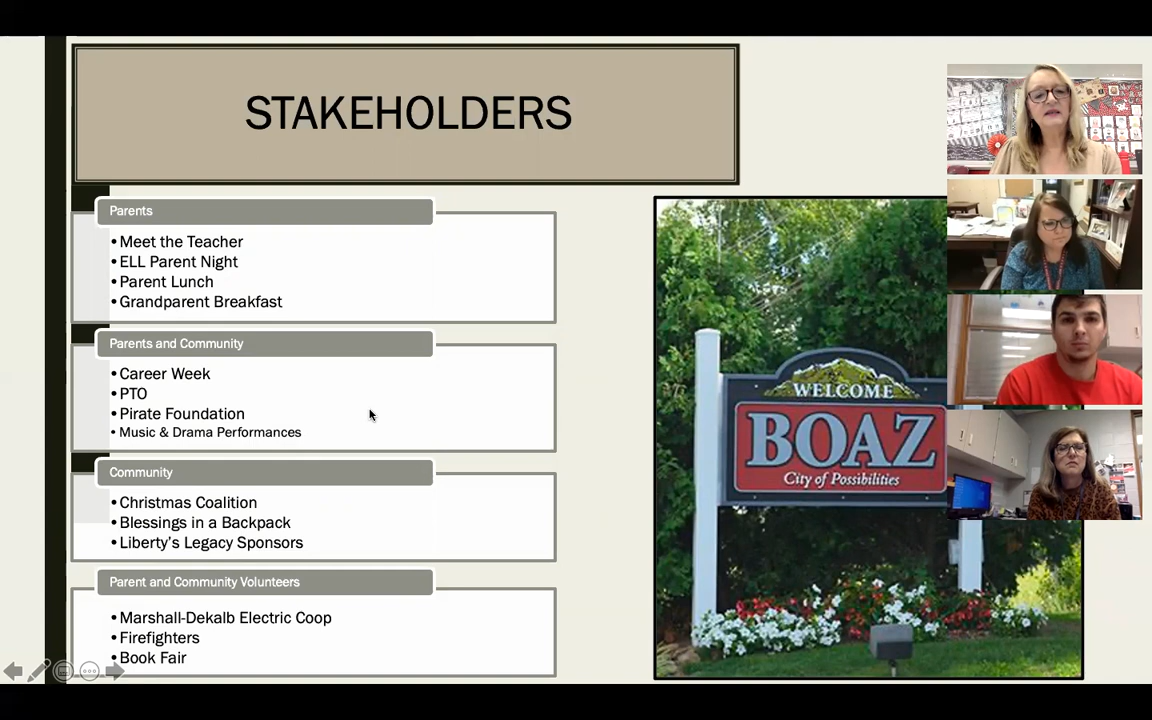 STAKEHOLDERS
Parents
•Meet the Teacher
•ELL Parent Night
•Parent Lunch
•Grandparent Breakfast
Parents and Community
•Career Week
•PTO
•Pirate Foundation
•Music & Drama Performances
Community
•Christmas Coalition
•Blessings in a Backpack
•Liberty's Legacy Sponsors
Parent and Community Volunteers
•Marshall-Dekalb Electric Coop
•Firefighters
•Book Fair
WELCOME
BOAZ
City of Possibilities